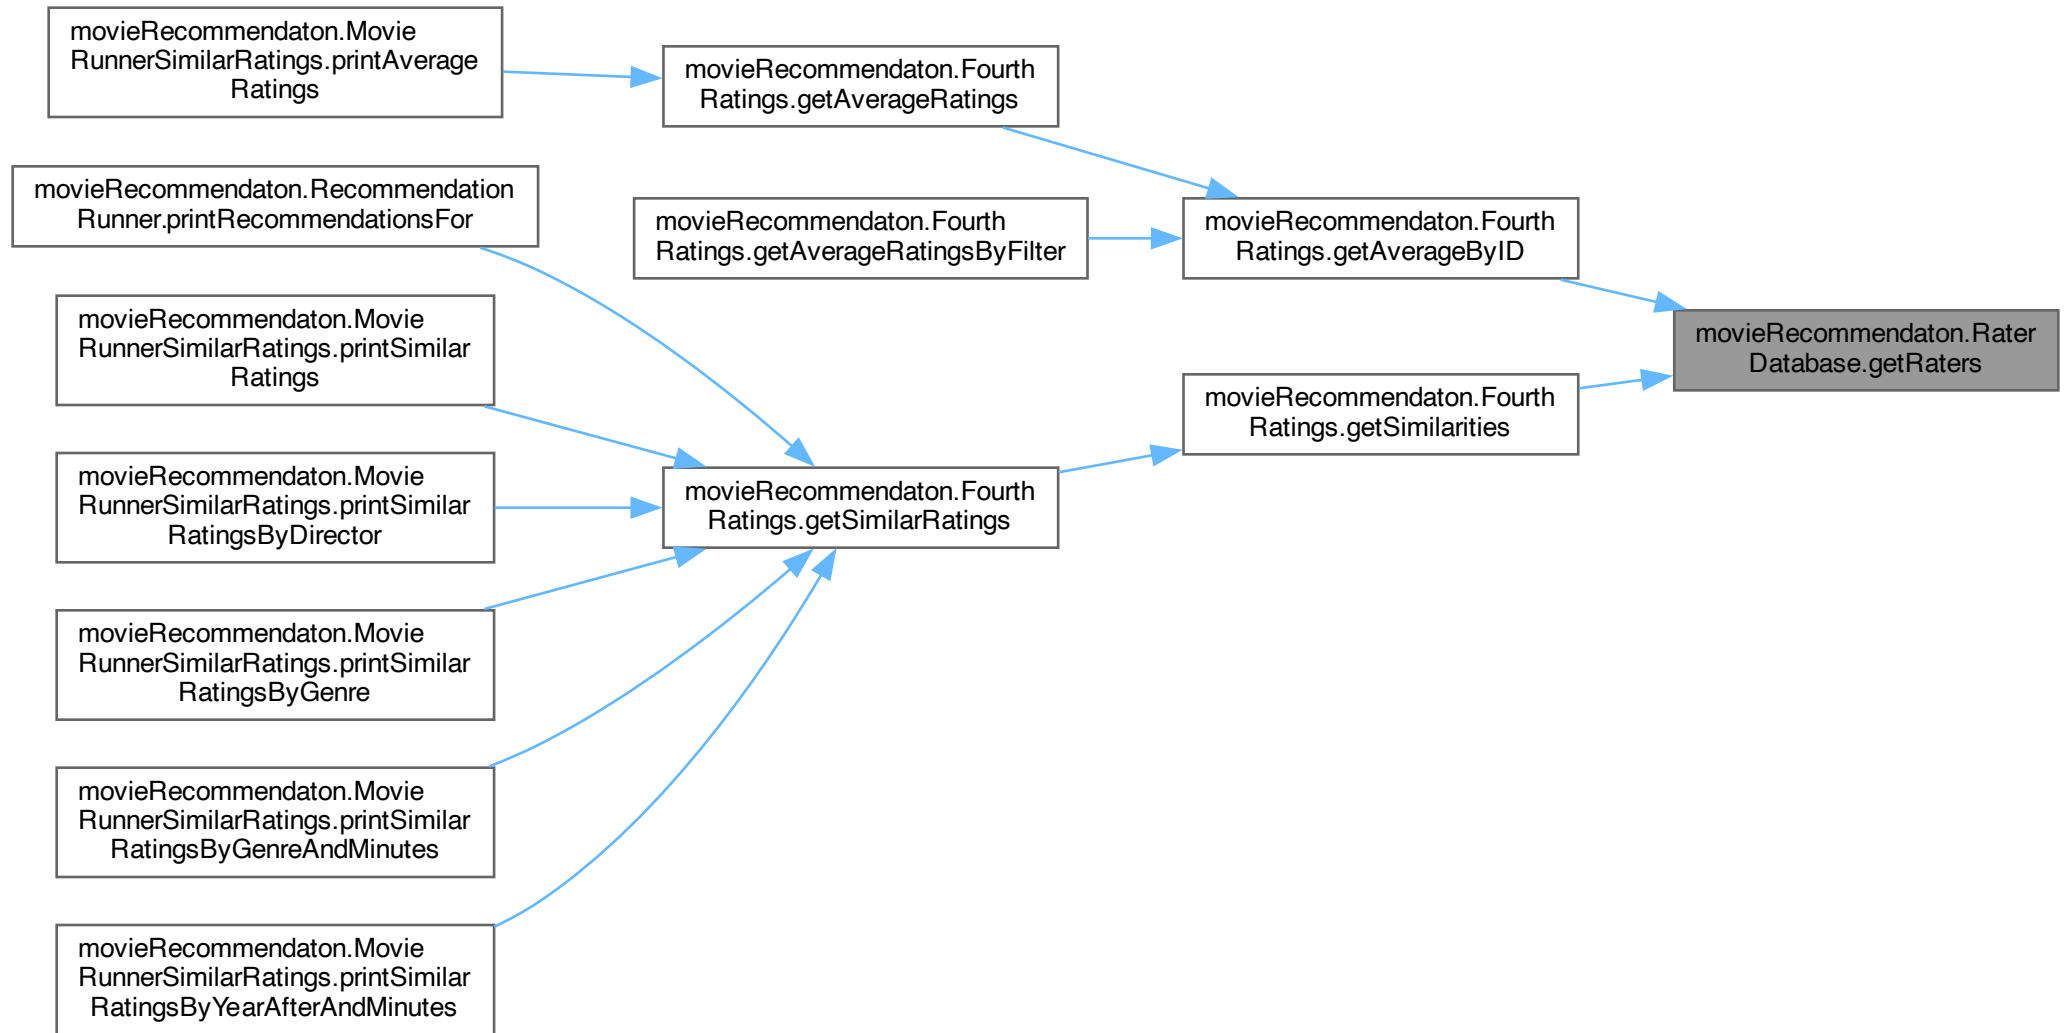 movieRecommendaton.Movie
RunnerSimilarRatings.printAverage
Ratings
movieRecommendaton.Fourth
Ratings.getAverageRatings
movieRecommendaton.Recommendation
Runner.printRecommendationsFor
movieRecommendaton.Fourth
Ratings.getAverageRatingsByFilter
movieRecommendaton.Fourth
Ratings.getAverageByID
movieRecommendaton.Movie
RunnerSimilarRatings.printSimilar
Ratings
movieRecommendaton.Rater
Database.getRaters
movieRecommendaton.Fourth
Ratings.getSimilarities
movieRecommendaton.Movie
RunnerSimilarRatings.printSimilar
RatingsByDirector
movieRecommendaton.Fourth
Ratings.getSimilarRatings
movieRecommendaton.Movie
RunnerSimilarRatings.printSimilar
RatingsByGenre
movieRecommendaton.Movie
RunnerSimilarRatings.printSimilar
RatingsByGenreAndMinutes
movieRecommendaton.Movie
RunnerSimilarRatings.printSimilar
RatingsByYearAfterAndMinutes